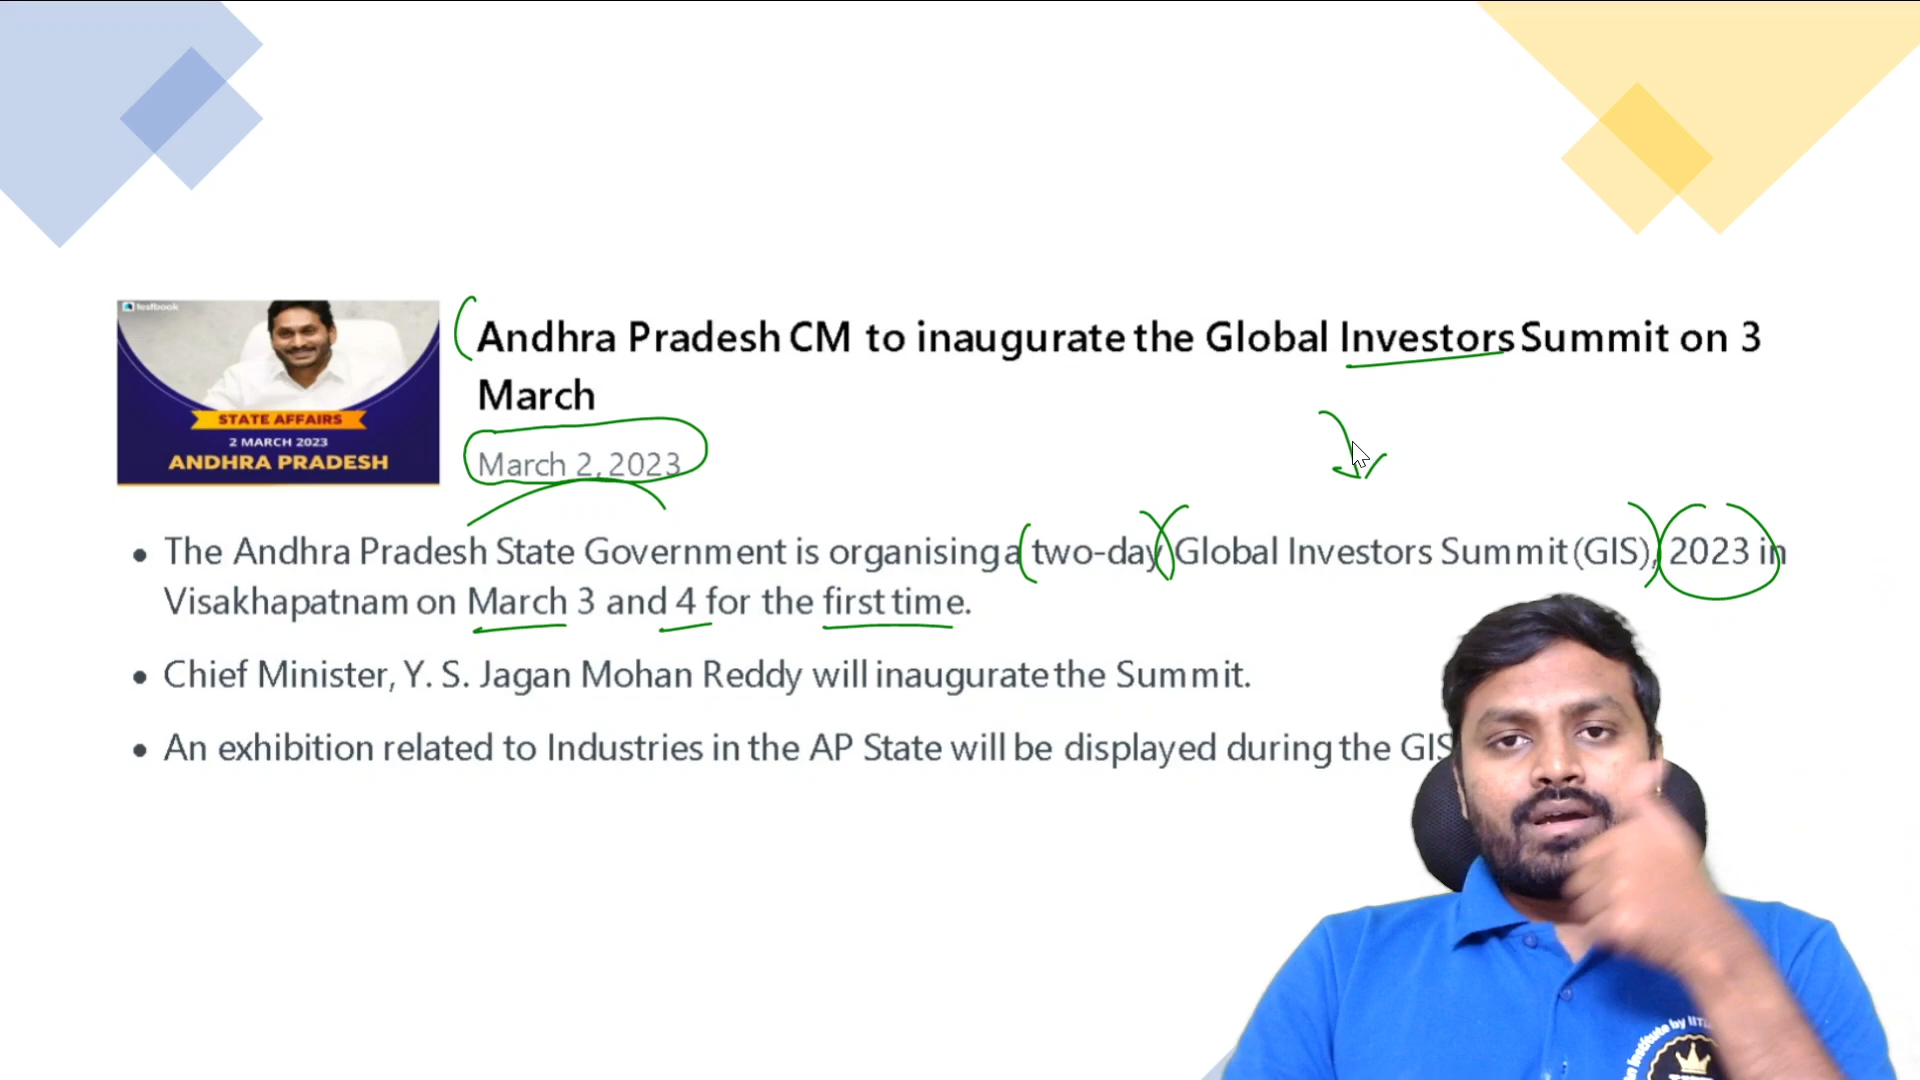 testbook
STATE AFFAIRS
2 MARCH 2023
ANDHRA PRADESH
Andhra Pradesh CM to inaugurate the Global Investors Summit on 3
March
March 2, 2023
• The Andhra Pradesh State Government is organising a two-day Global Investors Summit (GIS), 2023 in
Visakhapatnam on March 3 and 4 for the first time.
• Chief Minister, Y. S. Jagan Mohan Reddy will inaugurate the Summit.
• An exhibition related to Industries in the AP State will be displayed during the GIS
Institute by